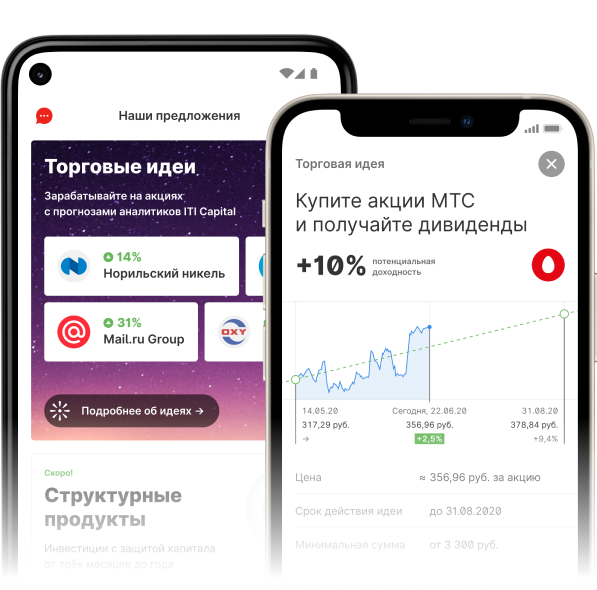 Наши предложения
Торговые идеи
Зарабатывайте на акциях
с прогнозами аналитиков ITI Capital
14%
Норильский никель
31%
Mail.ru Group
OXY
Подробнее об идеях →
Скоро!
Структурные
продукты
Инвестиции с защитой капитала
от трёх месяцев до года
Торговая идея
Купите акции МТС
и получайте дивиденды
+10%
потенциальная
доходность
14.05.20
Сегодня, 22.06.20
31.08.20
317,29 руб.
356,96 руб.
378,84 руб.
→
+2,5%
+9,4%
Цена
≈ 356,96 руб. за акцию
Срок действия идеи
до 31.08.2020
Минимальная сумма
от 3 300 руб.